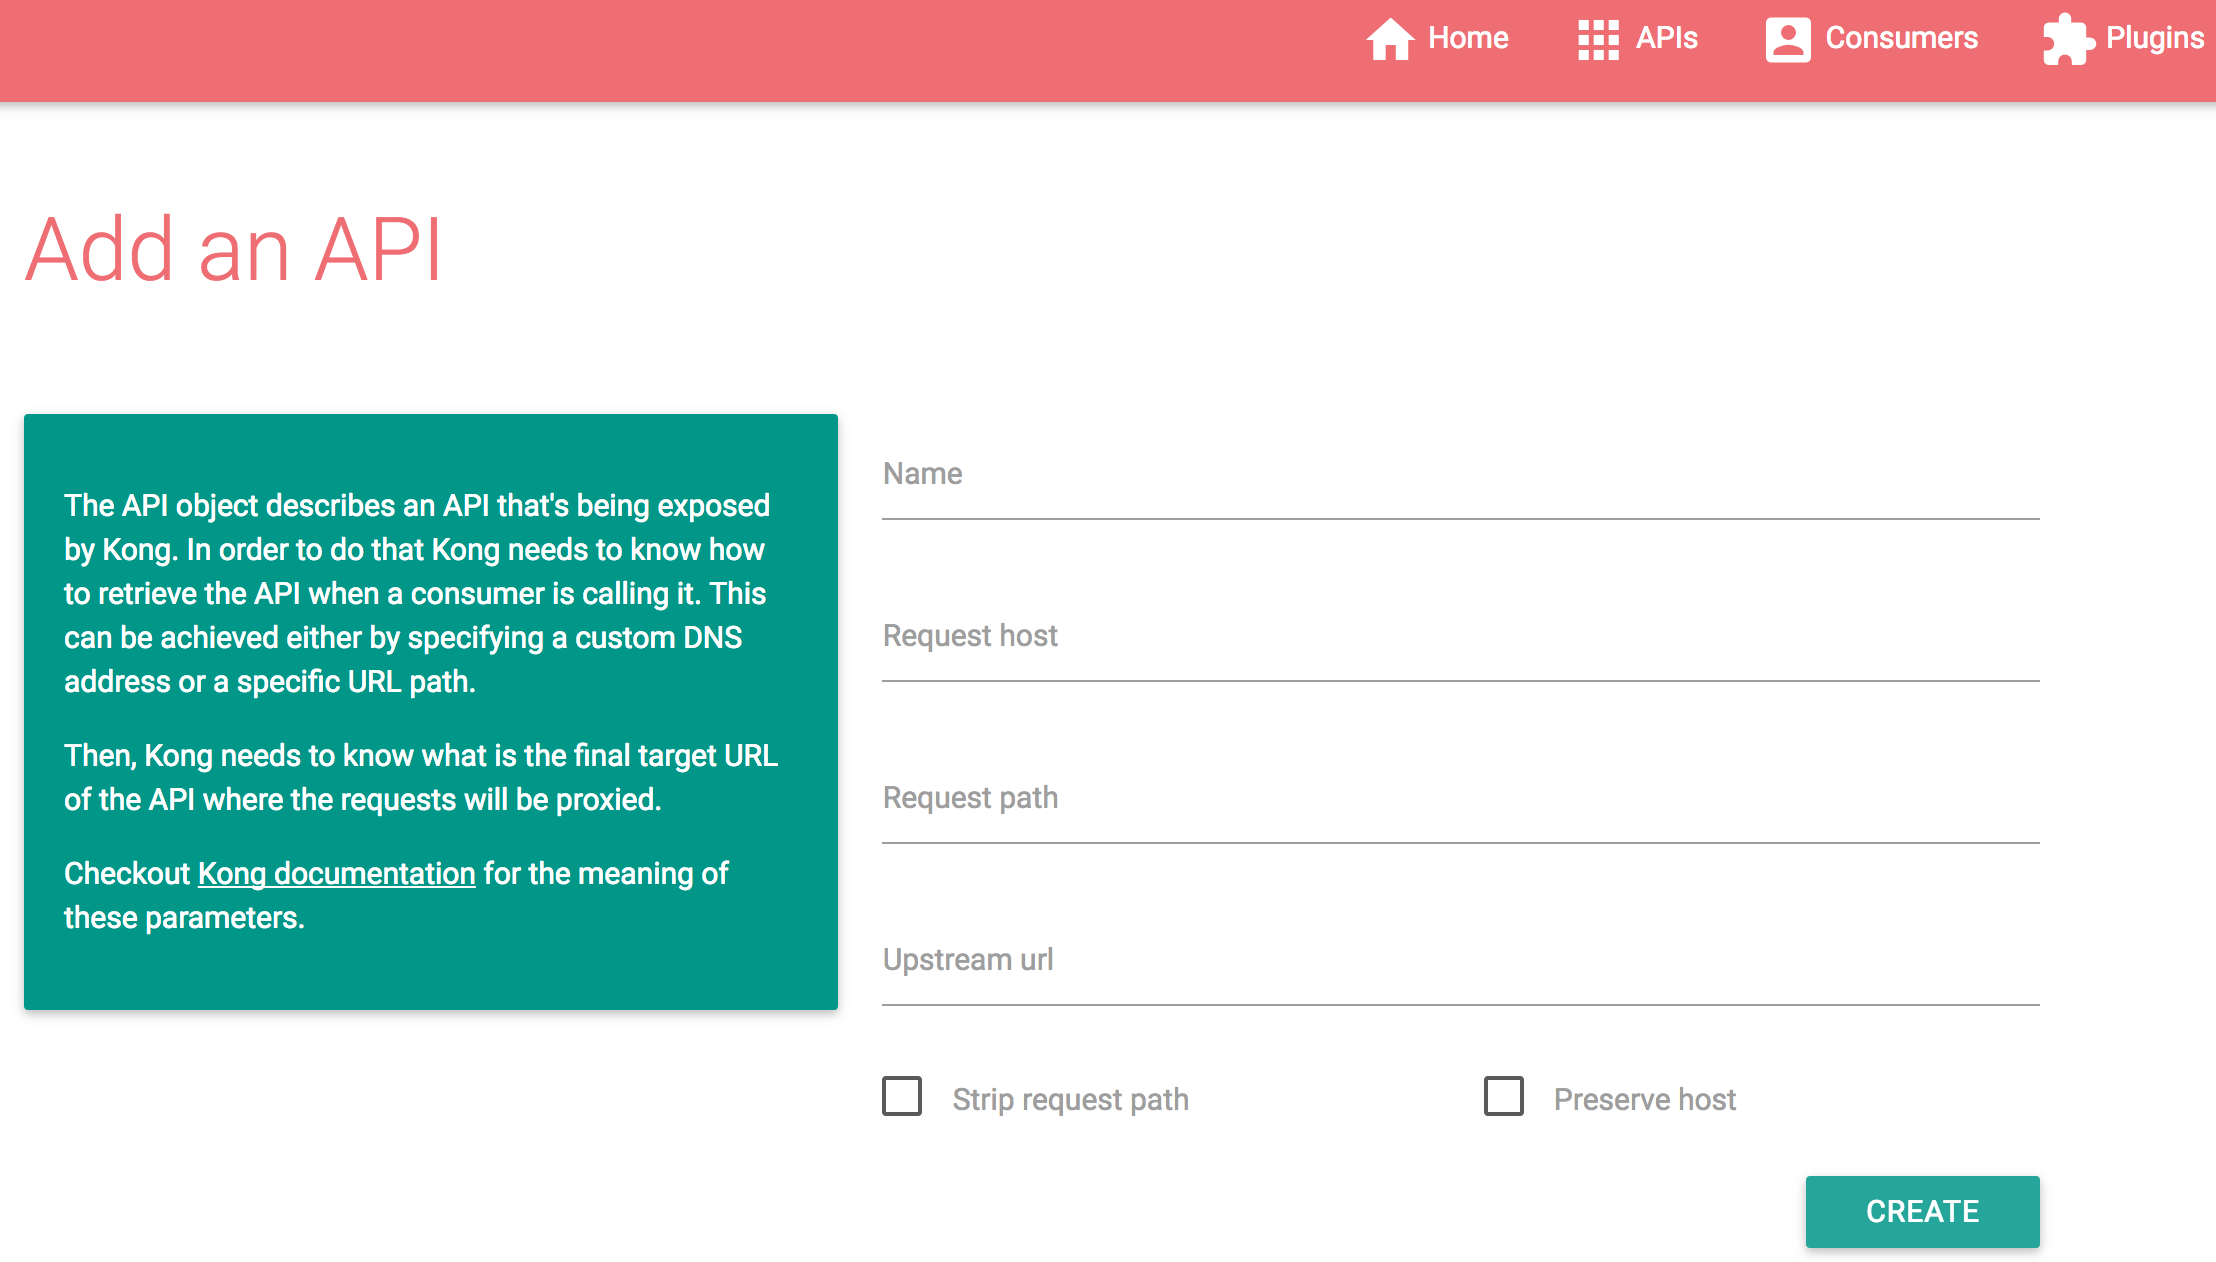 Home APIs Consumers Plugins
Add an API
The API object describes an API that's being exposed
by Kong. In order to do that Kong needs to know how
to retrieve the API when a consumer is calling it. This
can be achieved either by specifying a custom DNS
address or a specific URL path.
Then, Kong needs to know what is the final target URL
of the API where the requests will be proxied.
Checkout Kong documentation for the meaning of
these parameters.
Name
Request host
Request path
Upstream url
Strip request path Preserve host
CREATE